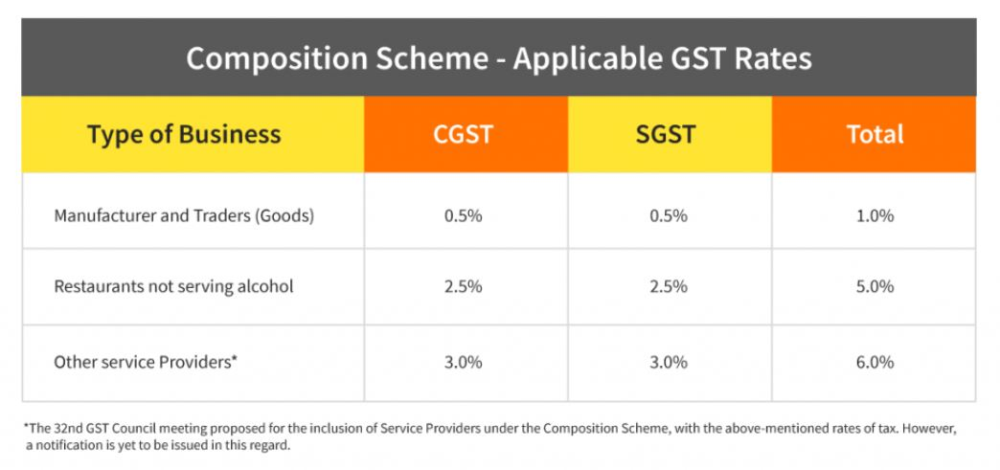 Composition Scheme - Applicable GST Rates
Type of Business CGST SGST Total
Manufacturer and Traders (Goods) 0.5% 0.5% 1.0%
Restaurants not serving alcohol 2.5% 2.5% 5.0%
Other service Providers* 3.0% 3.0% 6.0%
*The 32nd GST Council meeting proposed for the inclusion of Service Providers under the Composition Scheme, with the above-mentioned rates of tax. However,
a notification is yet to be issued in this regard.